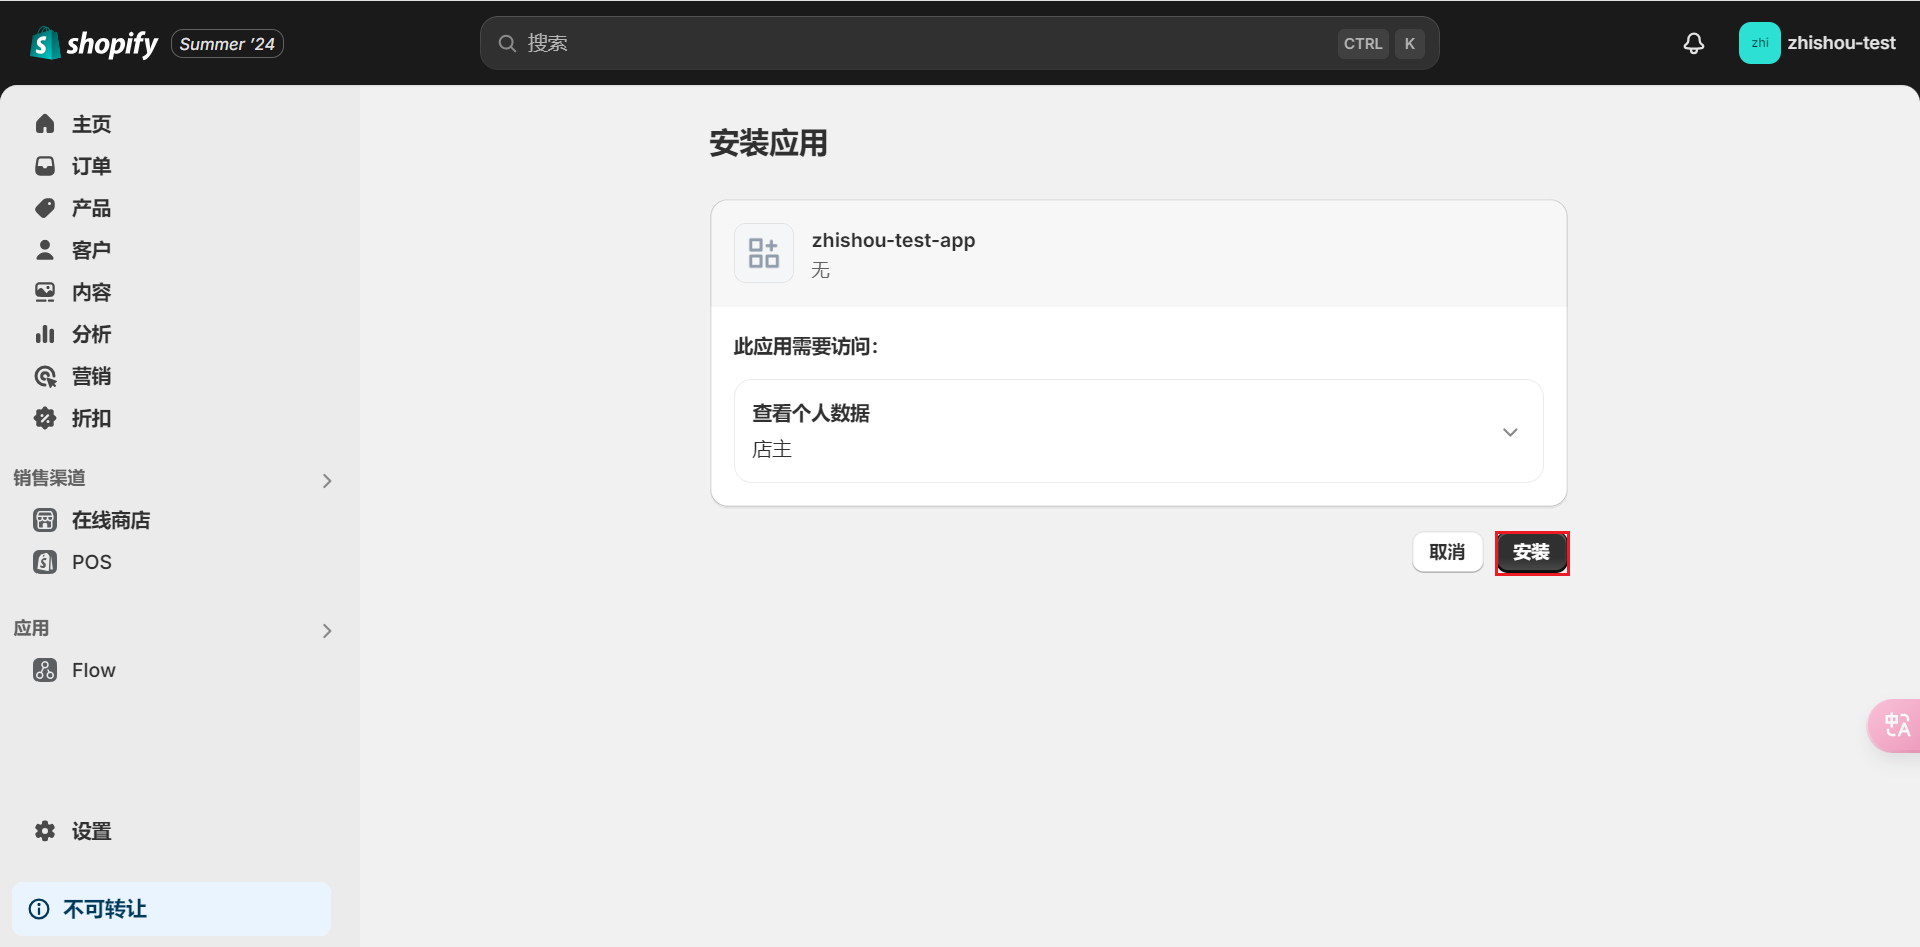 shopify Summer '24
搜索
CTRL K
zhi zhishou-test
主页
订单
产品
客户
内容
分析
营销
折扣
销售渠道
在线商店
POS
应用
Flow
设置
不可转让
安装应用
zhishou-test-app
无
此应用需要访问：
查看个人数据
店主
取消 安装
中A